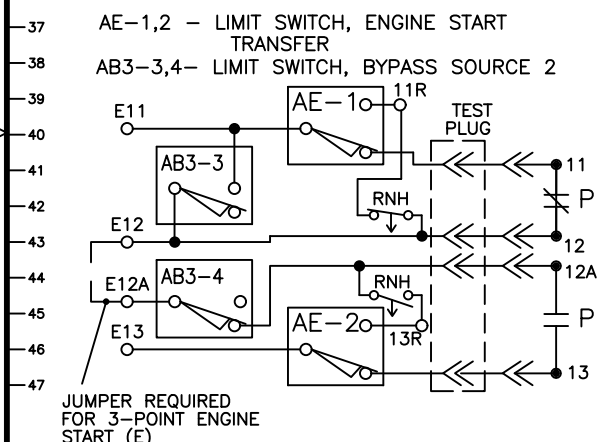 AE-1,2 - LIMIT SWITCH, ENGINE START
TRANSFER
AB3-3,4- LIMIT SWITCH, BYPASS SOURCE 2
37
38
39
40
41
42
43
44
45
46
47
E11
AE-1
11R
TEST
PLUG
AB3-3
11
RNH
P
E12
12
AB3-4
12A
E12A
RNH
AE-2
P
13R
E13
13
JUMPER REQUIRED
FOR 3-POINT ENGINE
START (E)